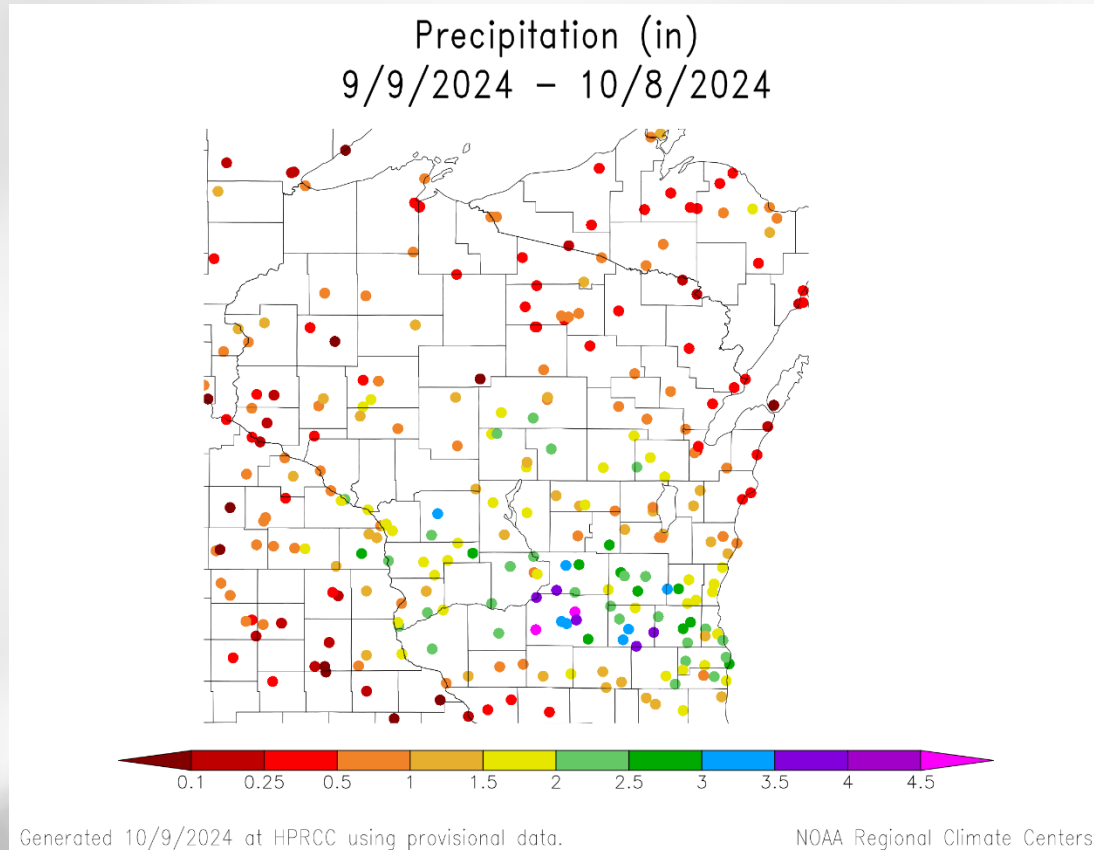 Precipitation (in)
9/9/2024 – 10/8/2024
0.1 0.25 0.5 1 1.5 2 2.5 3 3.5 4 4.5
Generated 10/9/2024 at HPRCC using provisional data.
NOAA Regional Climate Centers